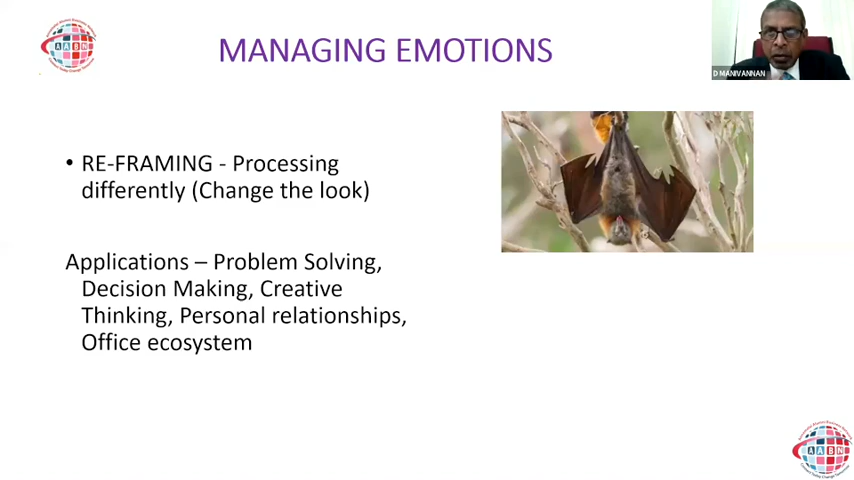 MANAGING EMOTIONS
D MANIVANNAN
• RE-FRAMING - Processing
differently (Change the look)
Applications – Problem Solving,
Decision Making, Creative
Thinking, Personal relationships,
Office ecosystem
AABN
AABN